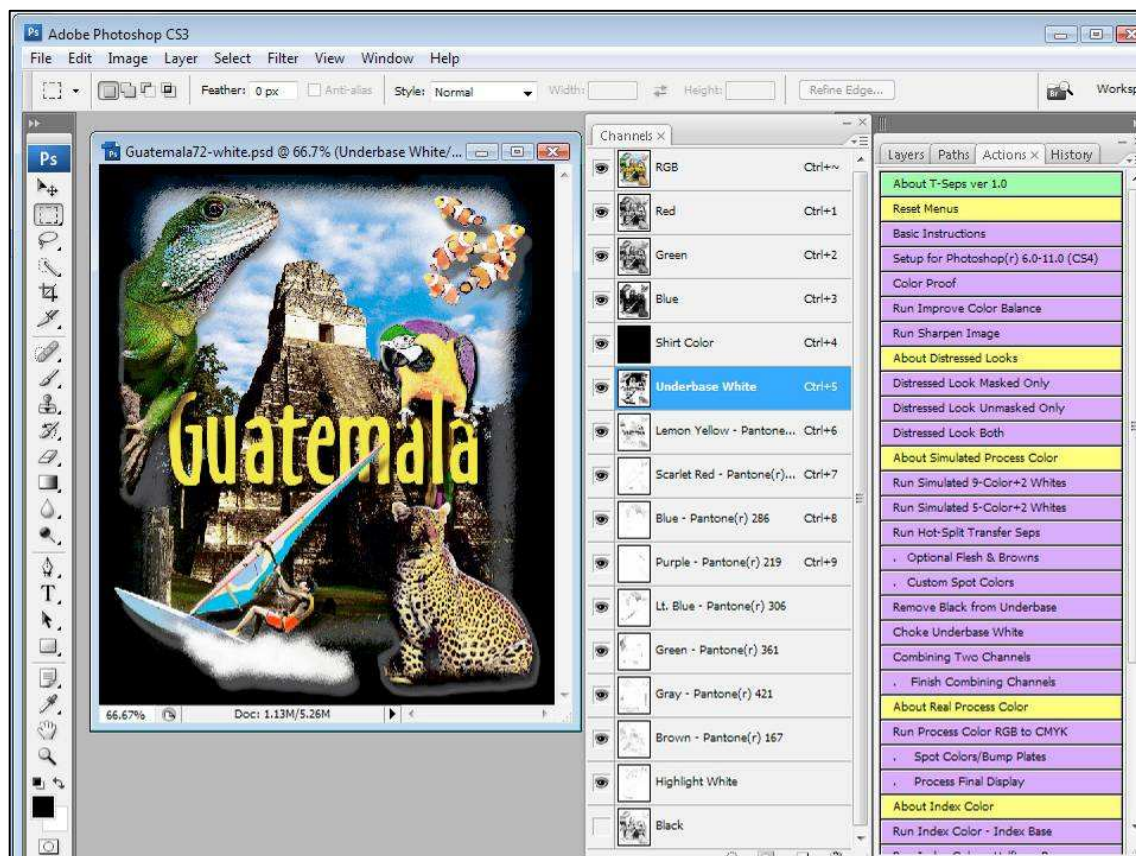 Ps Adobe Photoshop CS3
File Edit Image Layer Select Filter View Window Help
Feather: 0 px Anti-alias Style: Normal Width: Height: Refine Edge... Br Worksp
Ps
Guatemala72-white.psd @ 66.7% (Underbase White/...
Guatemala
66.67% Doc: 1.13M/5.26M
T
Channels ×
RGB Ctrl+~
Red Ctrl+1
Green Ctrl+2
Blue Ctrl+3
Shirt Color Ctrl+4
Underbase White Ctrl+5
Lemon Yellow - Pantone... Ctrl+6
Scarlet Red - Pantone(r)... Ctrl+7
Blue - Pantone(r) 286 Ctrl+8
Purple - Pantone(r) 219 Ctrl+9
Lt. Blue - Pantone(r) 306
Green - Pantone(r) 361
Gray - Pantone(r) 421
Brown - Pantone(r) 167
Highlight White
Black
Layers Paths Actions × History
About T-Seps ver 1.0
Reset Menus
Basic Instructions
Setup for Photoshop(r) 6.0-11.0 (CS4)
Color Proof
Run Improve Color Balance
Run Sharpen Image
About Distressed Looks
Distressed Look Masked Only
Distressed Look Unmasked Only
Distressed Look Both
About Simulated Process Color
Run Simulated 9-Color+2 Whites
Run Simulated 5-Color+2 Whites
Run Hot-Split Transfer Seps
. Optional Flesh & Browns
. Custom Spot Colors
Remove Black from Underbase
Choke Underbase White
Combining Two Channels
. Finish Combining Channels
About Real Process Color
Run Process Color RGB to CMYK
. Spot Colors/Bump Plates
. Process Final Display
About Index Color
Run Index Color - Index Base